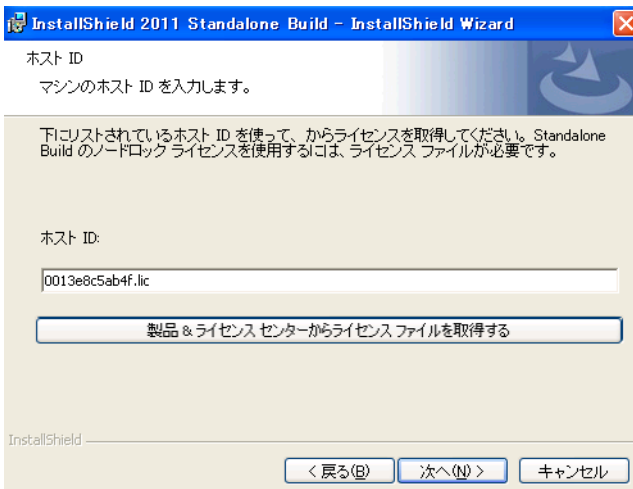 InstallShield 2011 Standalone Build - InstallShield Wizard
ホスト ID
マシンのホスト ID を入力します。
下にリストされているホスト ID を使って、からライセンスを取得してください。Standalone
Build のノードロック ライセンスを使用するには、ライセンス ファイルが必要です。
ホスト ID:
0013e8c5ab4f.lic
製品 & ライセンス センターからライセンス ファイルを取得する
InstallShield
< 戻る(B)
次へ(N) >
キャンセル